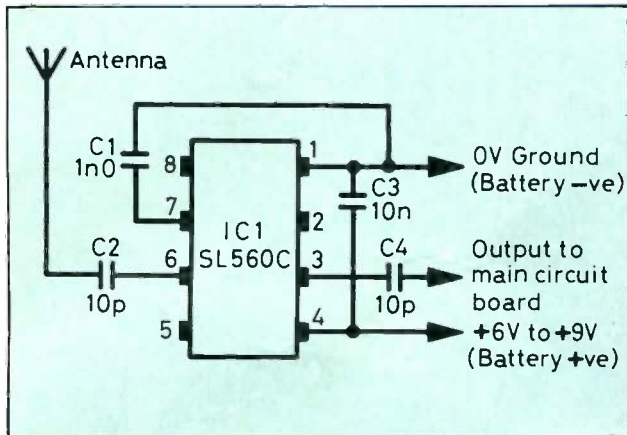 Antenna
C1
1n0
8
1
0V Ground
(Battery –ve)
C3
10n
7
2
IC1
SL560C
C2
10p
6
3
C4
10p
Output to
main circuit
board
5
4
+6V to +9V
(Battery +ve)